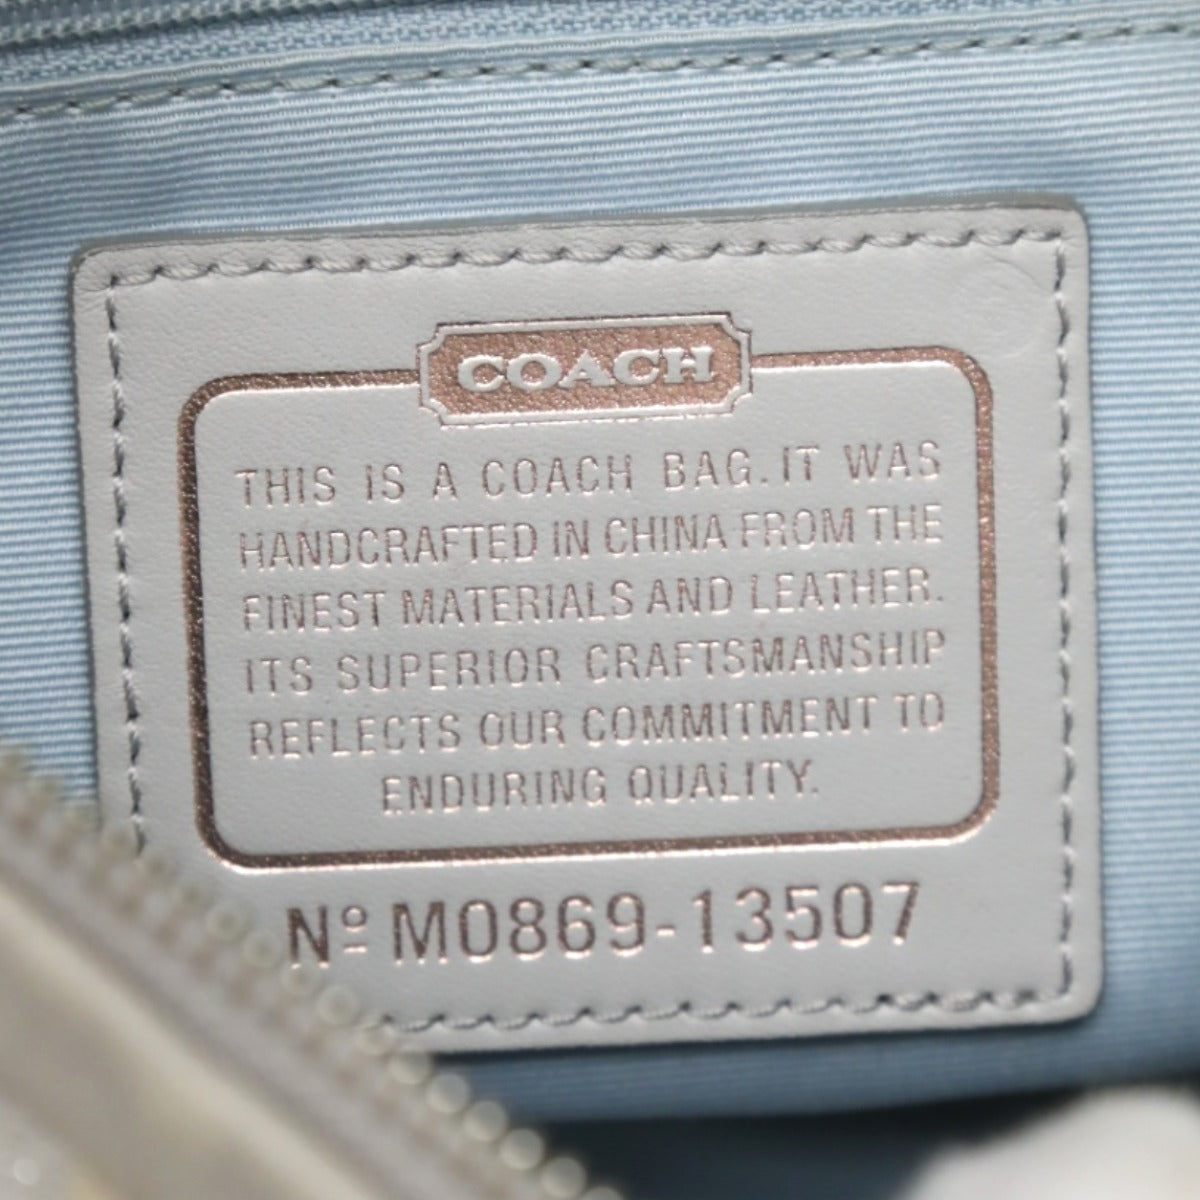 COACH
THIS IS A COACH BAG. IT WAS
HANDCRAFTED IN CHINA FROM THE
FINEST MATERIALS AND LEATHER.
ITS SUPERIOR CRAFTSMANSHIP
REFLECTS OUR COMMITMENT TO
ENDURING QUALITY.
Nº M0869-13507